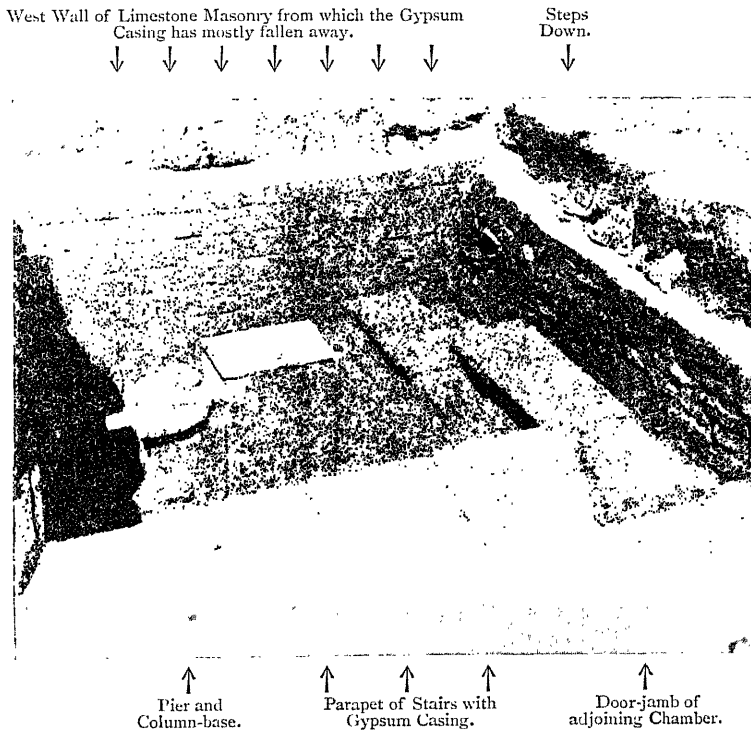 West Wall of Limestone Masonry from which the Gypsum
Casing has mostly fallen away.
Steps
Down.
Pier and
Column-base.
Parapet of Stairs with
Gypsum Casing.
Door-jamb of
adjoining Chamber.